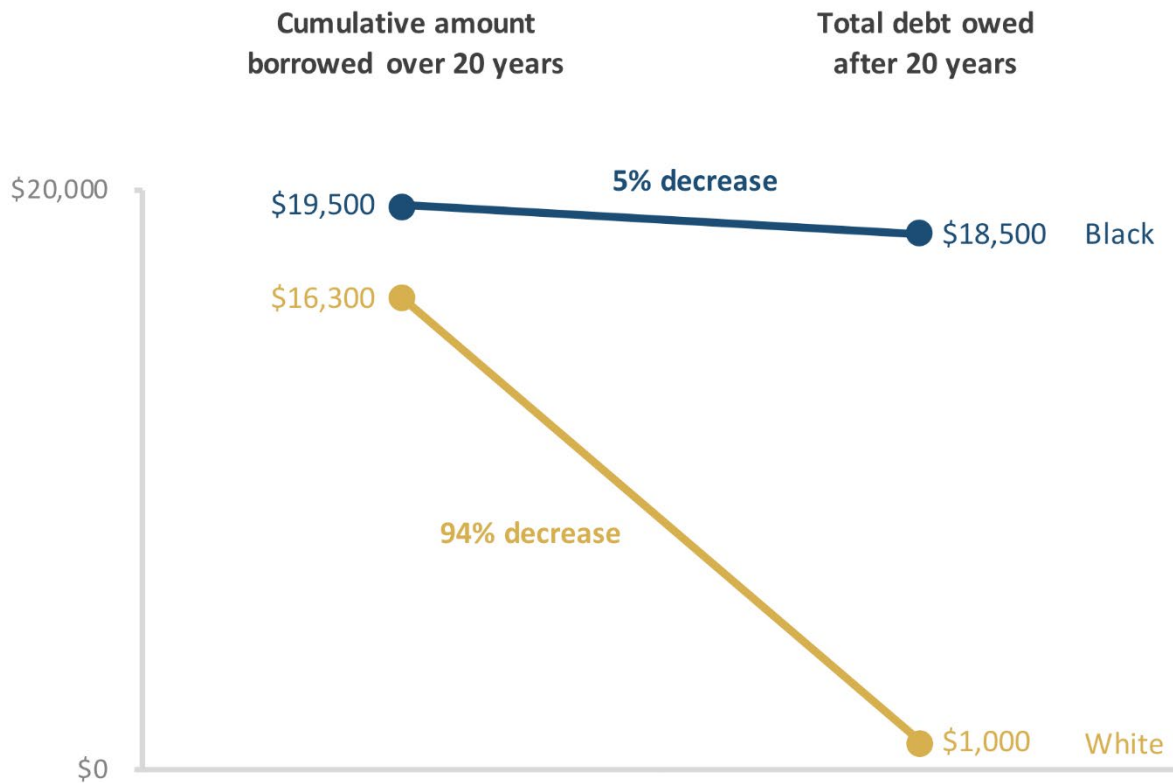 Cumulative amount
borrowed over 20 years
Total debt owed
after 20 years
$20,000
5% decrease
$19,500
$18,500 Black
$16,300
94% decrease
$1,000 White
$0